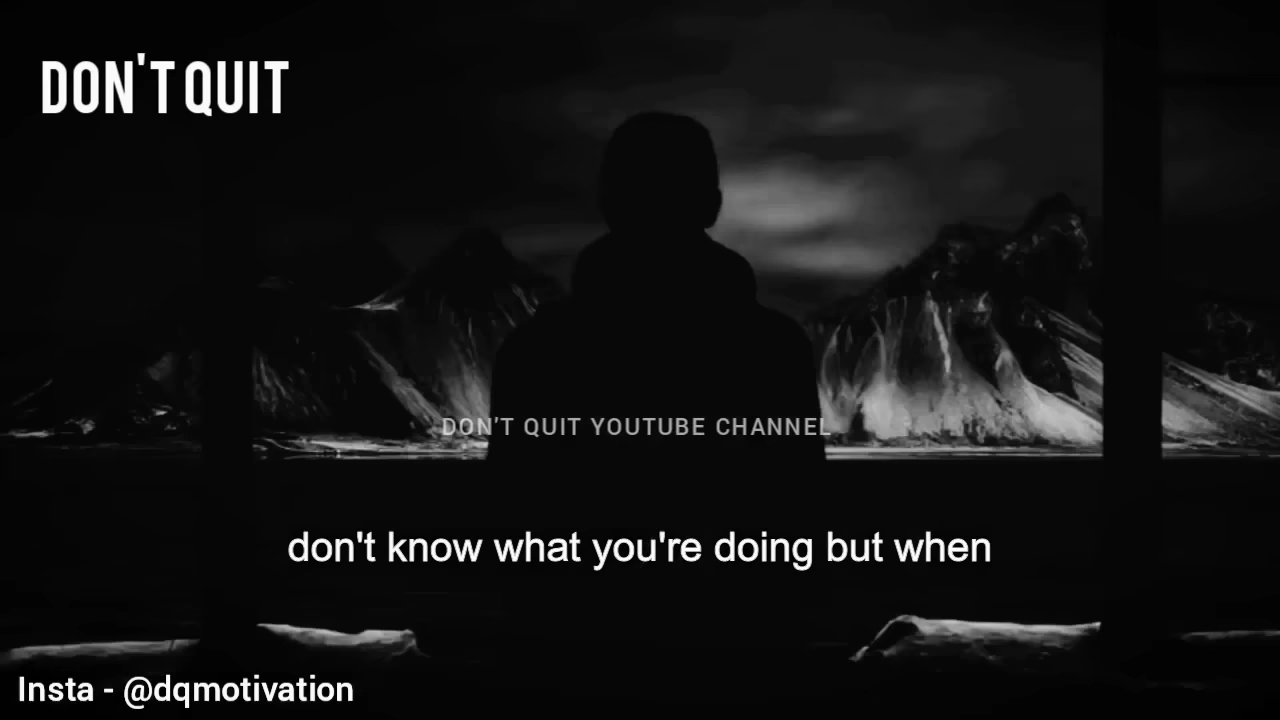 DON'T QUIT
DON'T QUIT YOUTUBE CHANNEL
don't know what you're doing but when
Insta - @dqmotivation